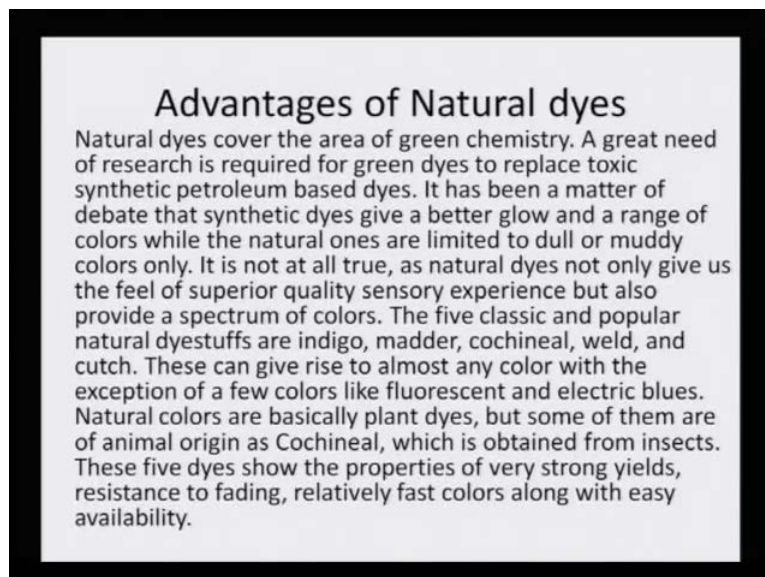 Advantages of Natural dyes
Natural dyes cover the area of green chemistry. A great need
of research is required for green dyes to replace toxic
synthetic petroleum based dyes. It has been a matter of
debate that synthetic dyes give a better glow and a range of
colors while the natural ones are limited to dull or muddy
colors only. It is not at all true, as natural dyes not only give us
the feel of superior quality sensory experience but also
provide a spectrum of colors. The five classic and popular
natural dyestuffs are indigo, madder, cochineal, weld, and
cutch. These can give rise to almost any color with the
exception of a few colors like fluorescent and electric blues.
Natural colors are basically plant dyes, but some of them are
of animal origin as Cochineal, which is obtained from insects.
These five dyes show the properties of very strong yields,
resistance to fading, relatively fast colors along with easy
availability.